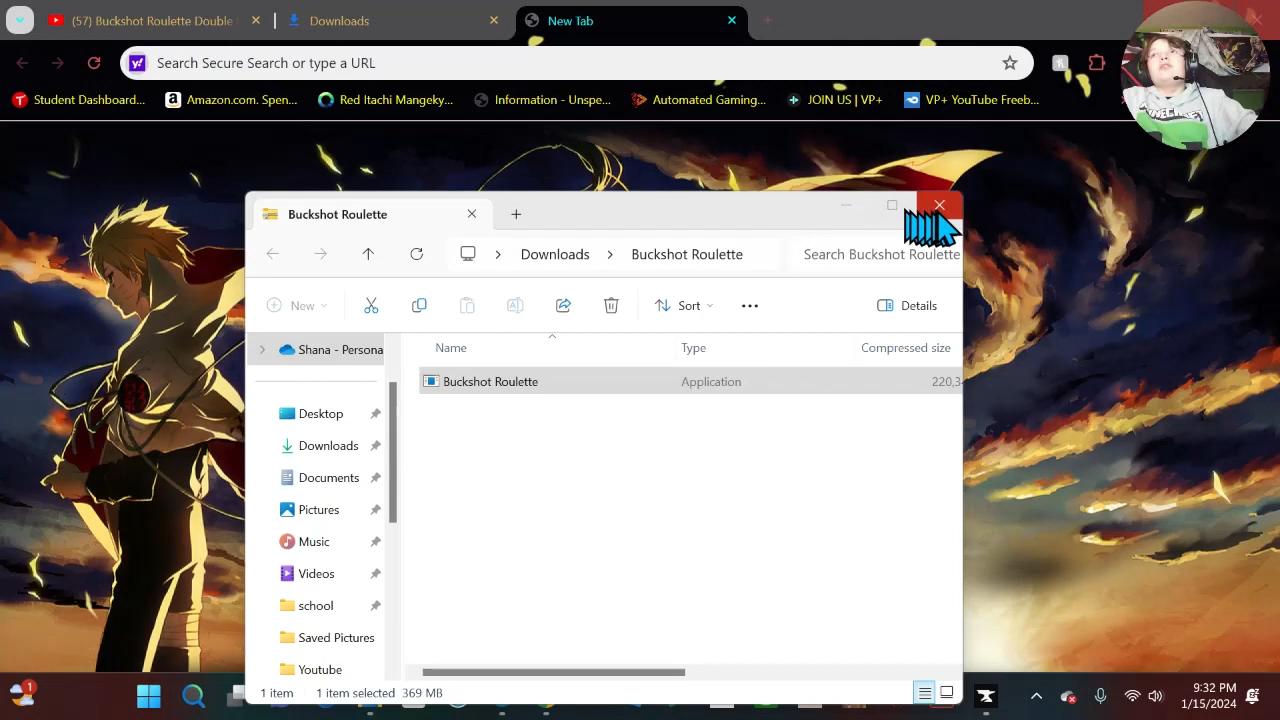 (57) Buckshot Roulette Double
Downloads
New Tab
Search Secure Search or type a URL
Student Dashboard...
Amazon.com. Spen...
Red Itachi Mangeky...
Information - Unspe...
Automated Gaming...
JOIN US | VP+
VP+ YouTube Freeb...
Buckshot Roulette
Downloads
Buckshot Roulette
Search Buckshot Roulette
New
Sort
Details
Shana - Persona
Name
Type
Compressed size
Buckshot Roulette
Application
220,3
Desktop
Downloads
Documents
Pictures
Music
Videos
school
Saved Pictures
Youtube
1 item
1 item selected 369 MB
1
9:32 PM
1/15/2024